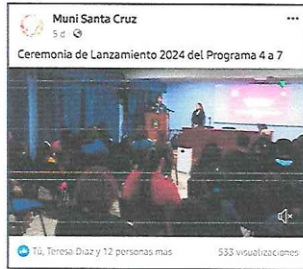 Muni Santa Cruz
5 d
Ceremonia de Lanzamiento 2024 del Programa 4 a 7
Tú, Teresa Diaz y 12 personas más
533 visualizaciones